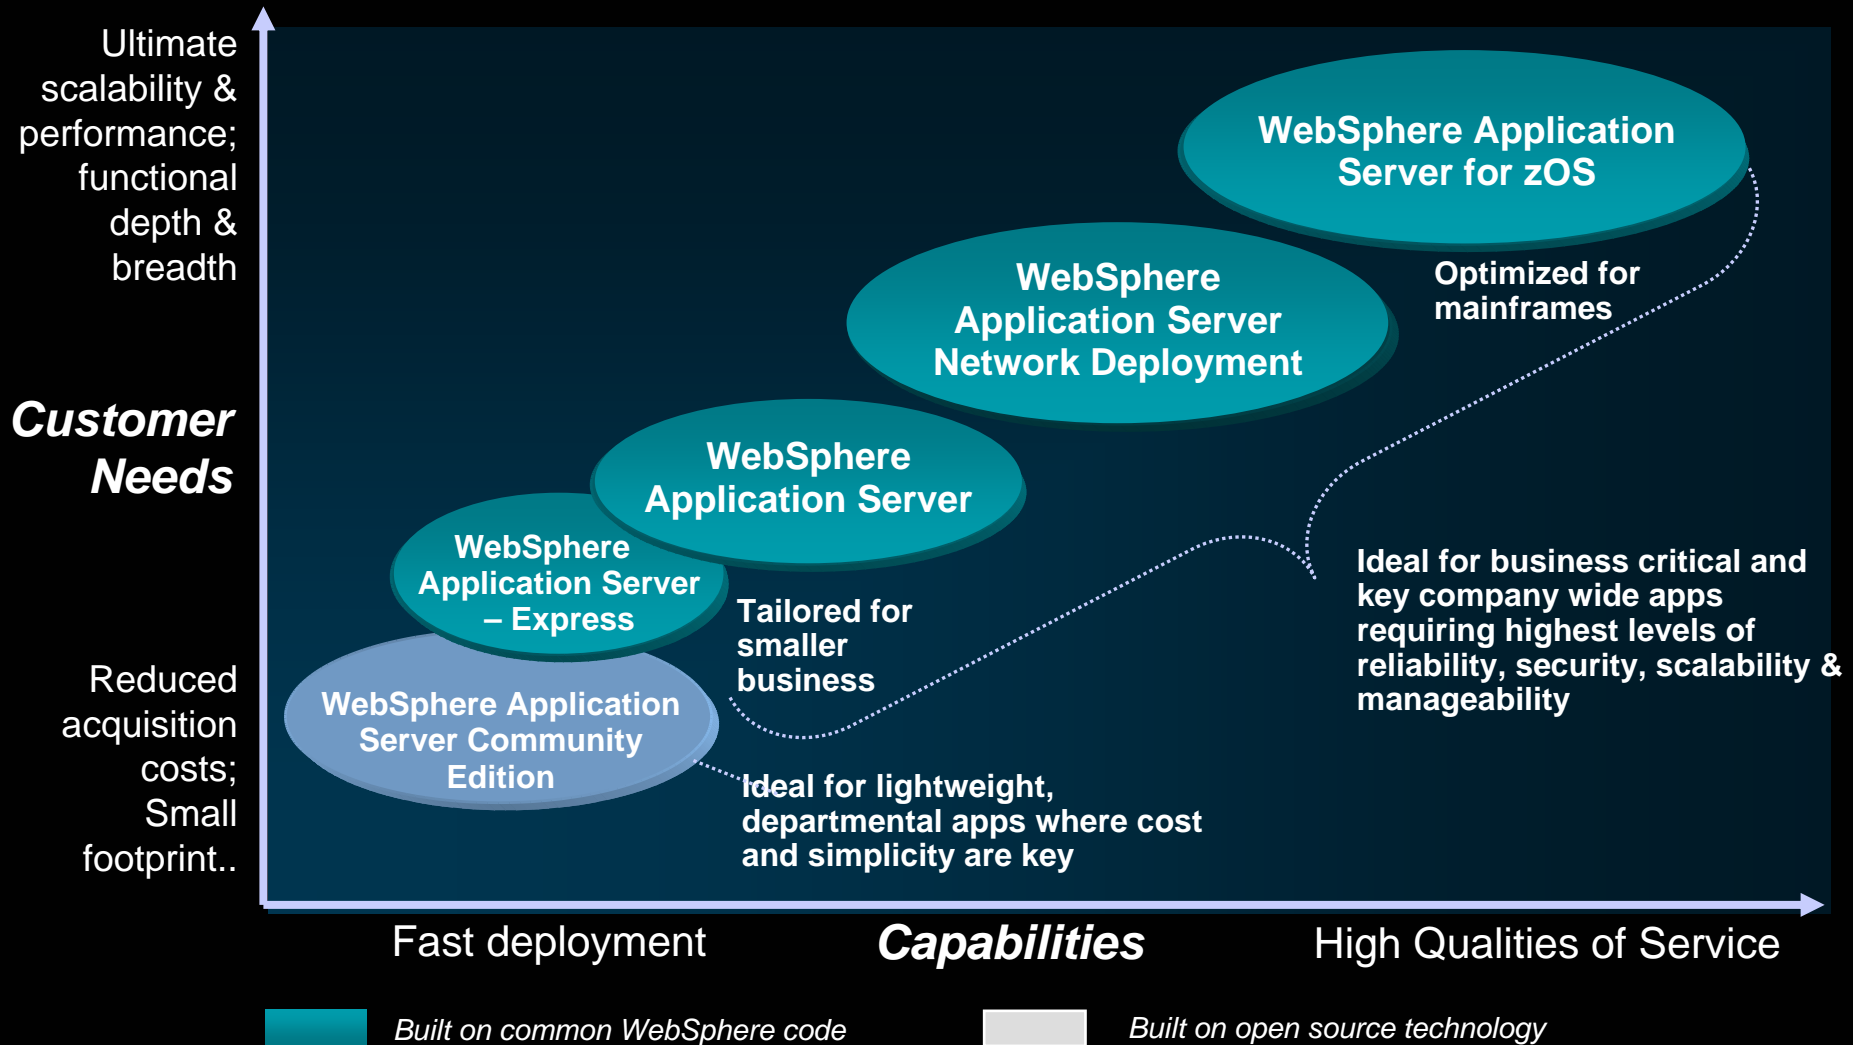 Ultimate
scalability &
performance;
functional
depth &
breadth
Customer
Needs
Reduced
acquisition
costs;
Small
footprint..
WebSphere Application
Server for zOS
Optimized for
mainframes
WebSphere
Application Server
Network Deployment
WebSphere
Application Server
WebSphere
Application Server
– Express
Tailored for
smaller
business
WebSphere Application
Server Community
Edition
Ideal for lightweight,
departmental apps where cost
and simplicity are key
Ideal for business critical and
key company wide apps
requiring highest levels of
reliability, security, scalability &
manageability
Fast deployment
Capabilities
High Qualities of Service
Built on common WebSphere code
Built on open source technology